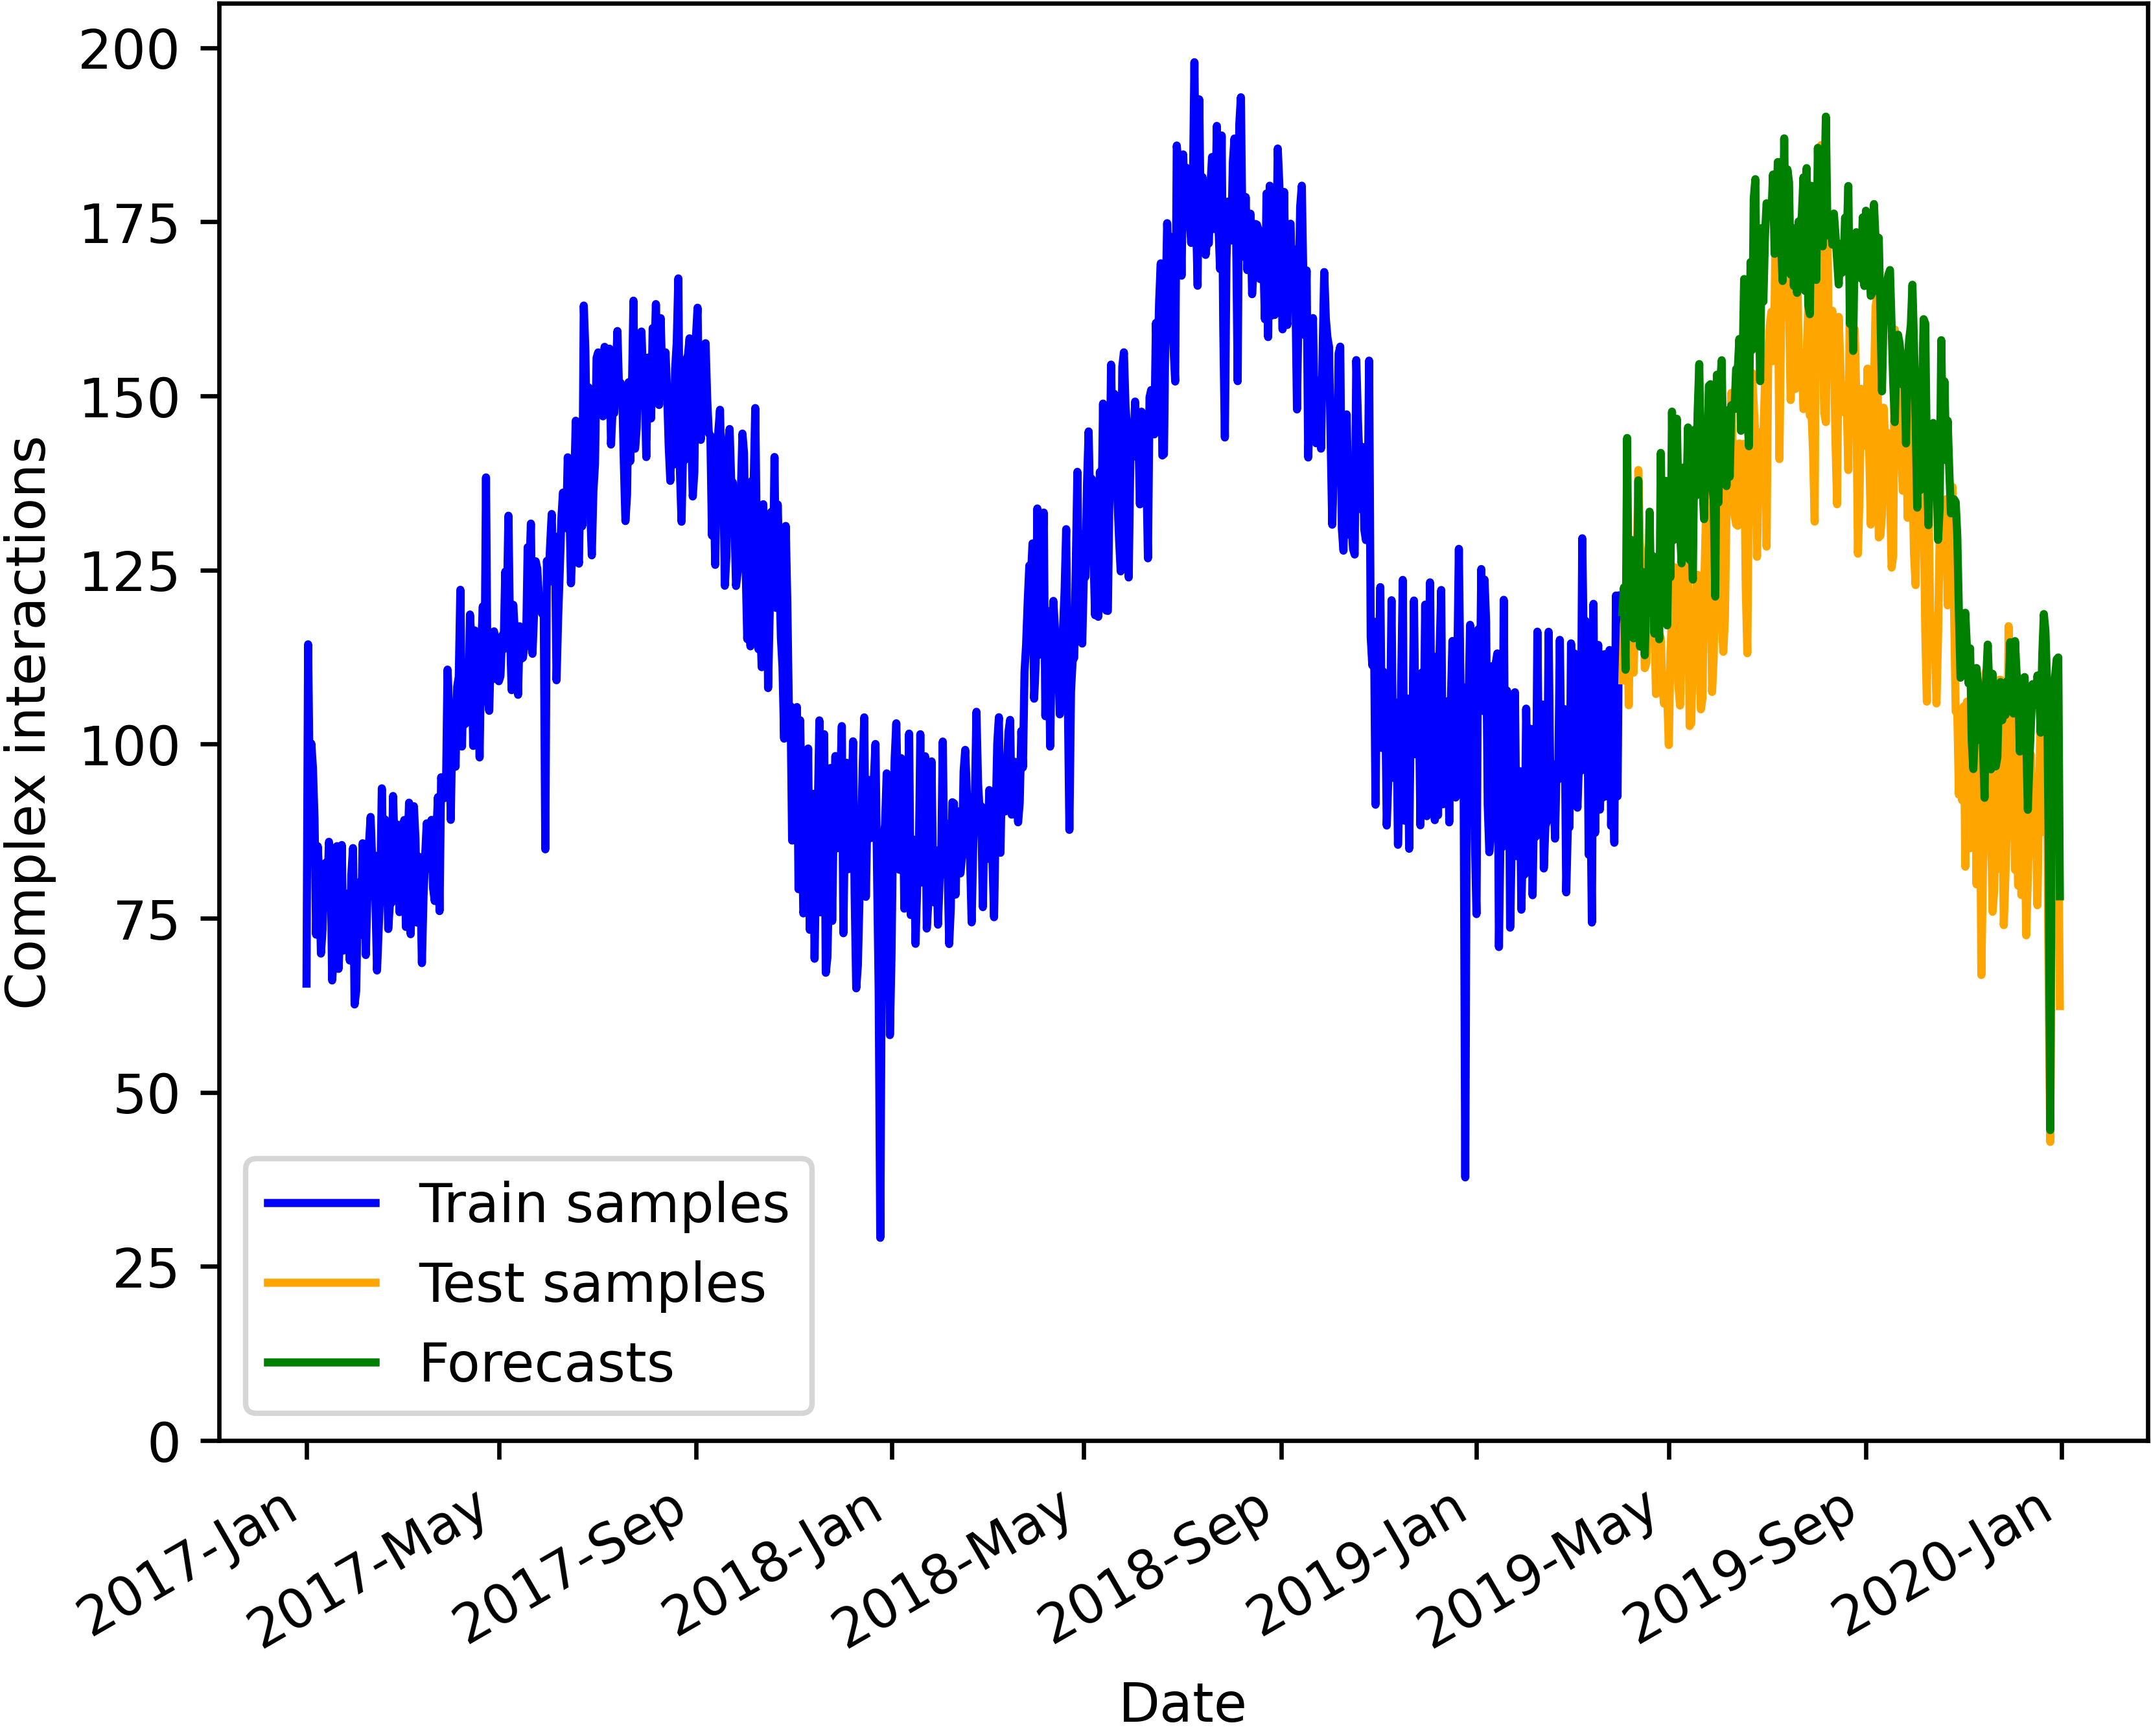 200
175
150
125
100
75
50
25
0
Complex interactions
Train samples
Test samples
Forecasts
2017-Jan
2017-May
2017-Sep
2018-Jan
2018-May
2018-Sep
2019-Jan
2019-May
2019-Sep
2020-Jan
Date